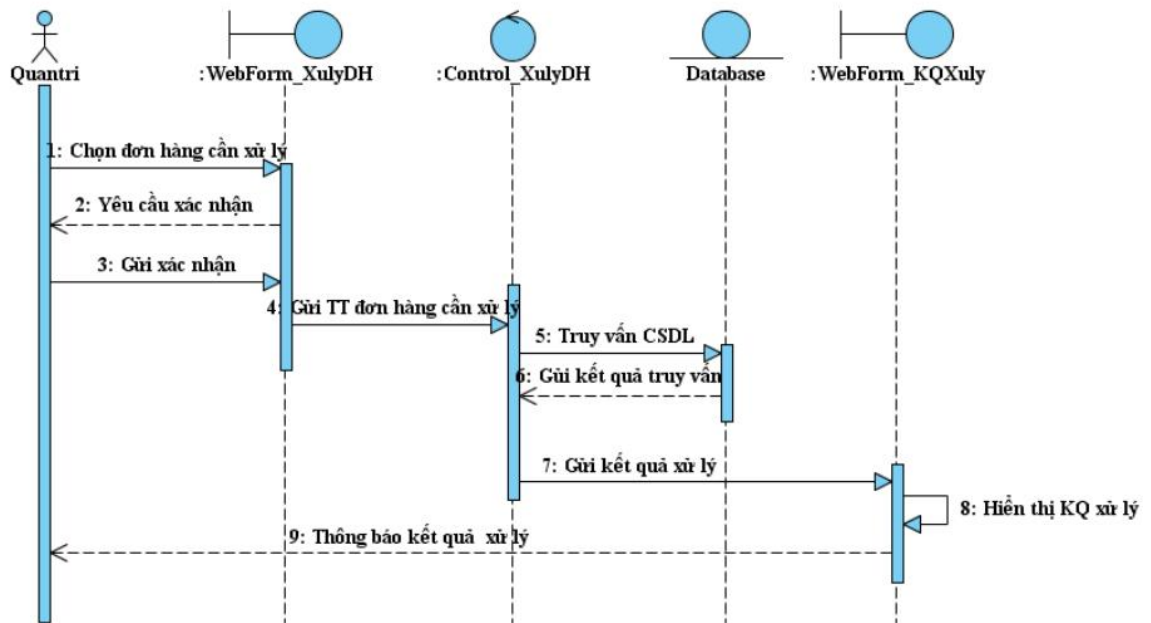 Quantri
:WebForm_XulyDH
:Control_XulyDH
Database
:WebForm_KQXuly
1: Chọn đơn hàng cần xử lý
2: Yêu cầu xác nhận
3: Gửi xác nhận
4: Gửi TT đơn hàng cần xử lý
5: Truy vấn CSDL
6: Gửi kết quả truy vấn
7: Gửi kết quả xử lý
8: Hiển thị KQ xử lý
9: Thông báo kết quả xử lý